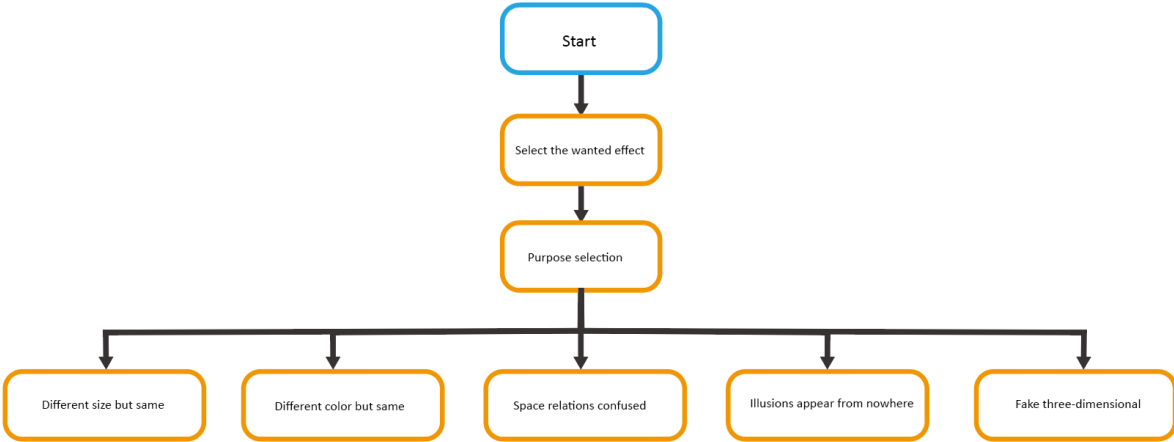 Start
Select the wanted effect
Purpose selection
Different size but same
Different color but same
Space relations confused
Illusions appear from nowhere
Fake three-dimensional